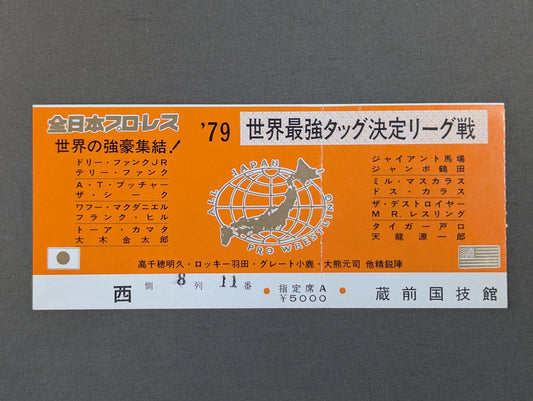 全日本プロ・レス
'79 世界最強タッグ決定リーグ戦
世界の強豪集結!
ドリー・ファンクJR
テリー・ファンク
A・T・ブッチャー
ザ・シーク
ワフー・マクダニエル
フランク・ヒル
トーア・カマタ
大木金太郎
ALL JAPAN
PRO WRESTLING
ジャイアント馬場
ジャンボ鶴田
ミル・マスカラス
ドス・カラス
ザ・デストロイヤー
MR.レスリング
タイガー戸口
天龍源一郎
高千穂明久・ロッキー羽田・グレート小鹿・大熊元司 他精鋭陣
西 側 8 列 11 番 ・指定席A ¥5000 ・ 蔵前国技館